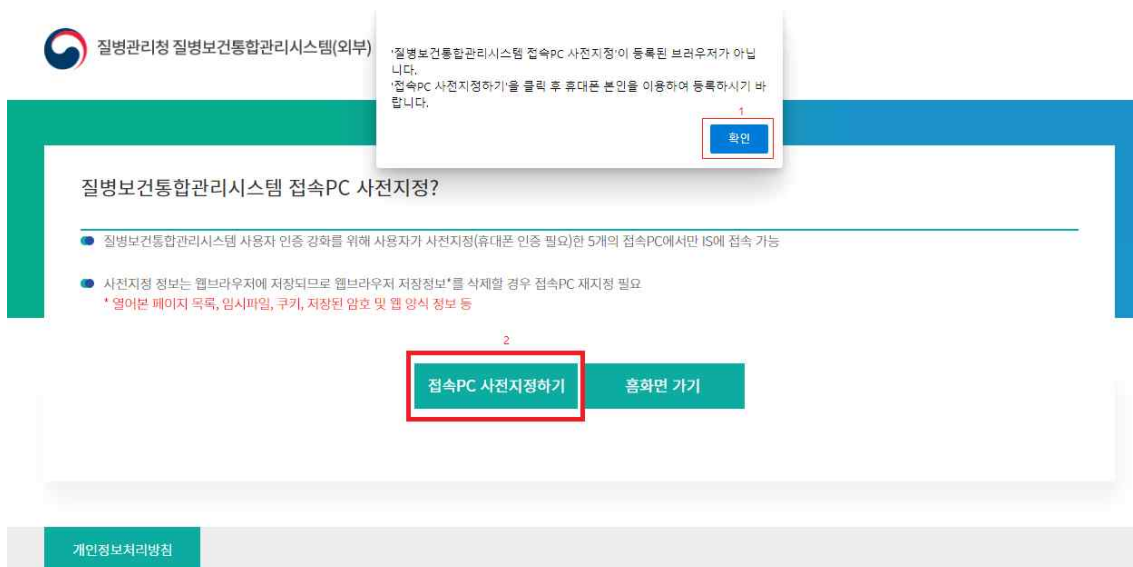 질병관리청 질병보건통합관리시스템(외부)
'질병보건통합관리시스템 접속PC 사전지정'이 등록된 브러우저가 아닙
니다.
'접속PC 사전지정하기'을 클릭 후 휴대폰 본인을 이용하여 등록하시기 바
랍니다.
1
확인
질병보건통합관리시스템 접속PC 사전지정?
질병보건통합관리시스템 사용자 인증 강화를 위해 사용자가 사전지정(휴대폰 인증 필요)한 5개의 접속PC에서만 IS에 접속 가능
사전지정 정보는 웹브라우저에 저장되므로 웹브라우저 저장정보*를 삭제할 경우 접속PC 재지정 필요
* 열어본 페이지 목록, 임시파일, 쿠키, 저장된 암호 및 웹 양식 정보 등
2
접속PC 사전지정하기
홈화면 가기
개인정보처리방침